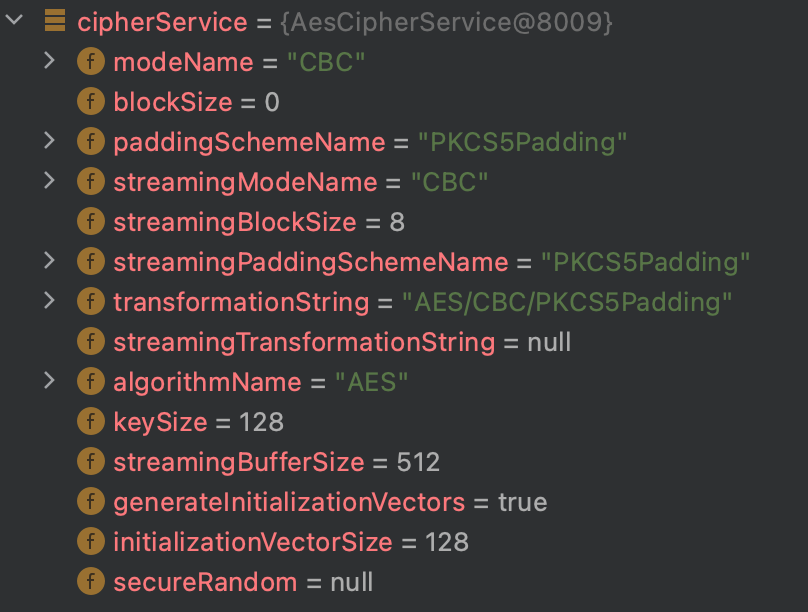 cipherService = {AesCipherService@8009}
f modeName = "CBC"
f blockSize = 0
f paddingSchemeName = "PKCS5Padding"
f streamingModeName = "CBC"
f streamingBlockSize = 8
f streamingPaddingSchemeName = "PKCS5Padding"
f transformationString = "AES/CBC/PKCS5Padding"
f streamingTransformationString = null
f algorithmName = "AES"
f keySize = 128
f streamingBufferSize = 512
f generateInitializationVectors = true
f initializationVectorSize = 128
f secureRandom = null